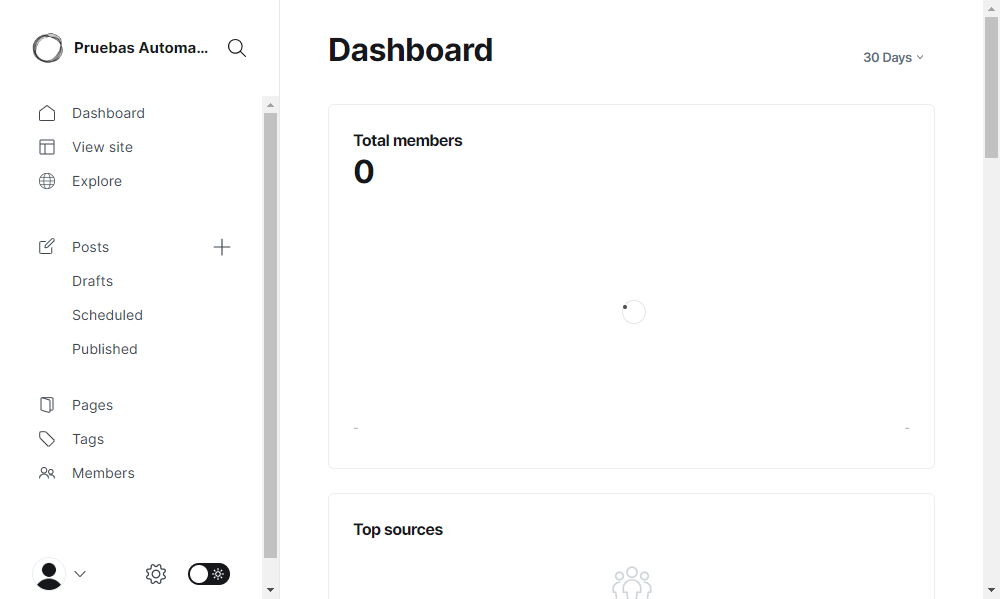 Pruebas Automa...
Dashboard
View site
Explore
Posts
Drafts
Scheduled
Published
Pages
Tags
Members
Dashboard
30 Days
Total members
0
-
-
Top sources